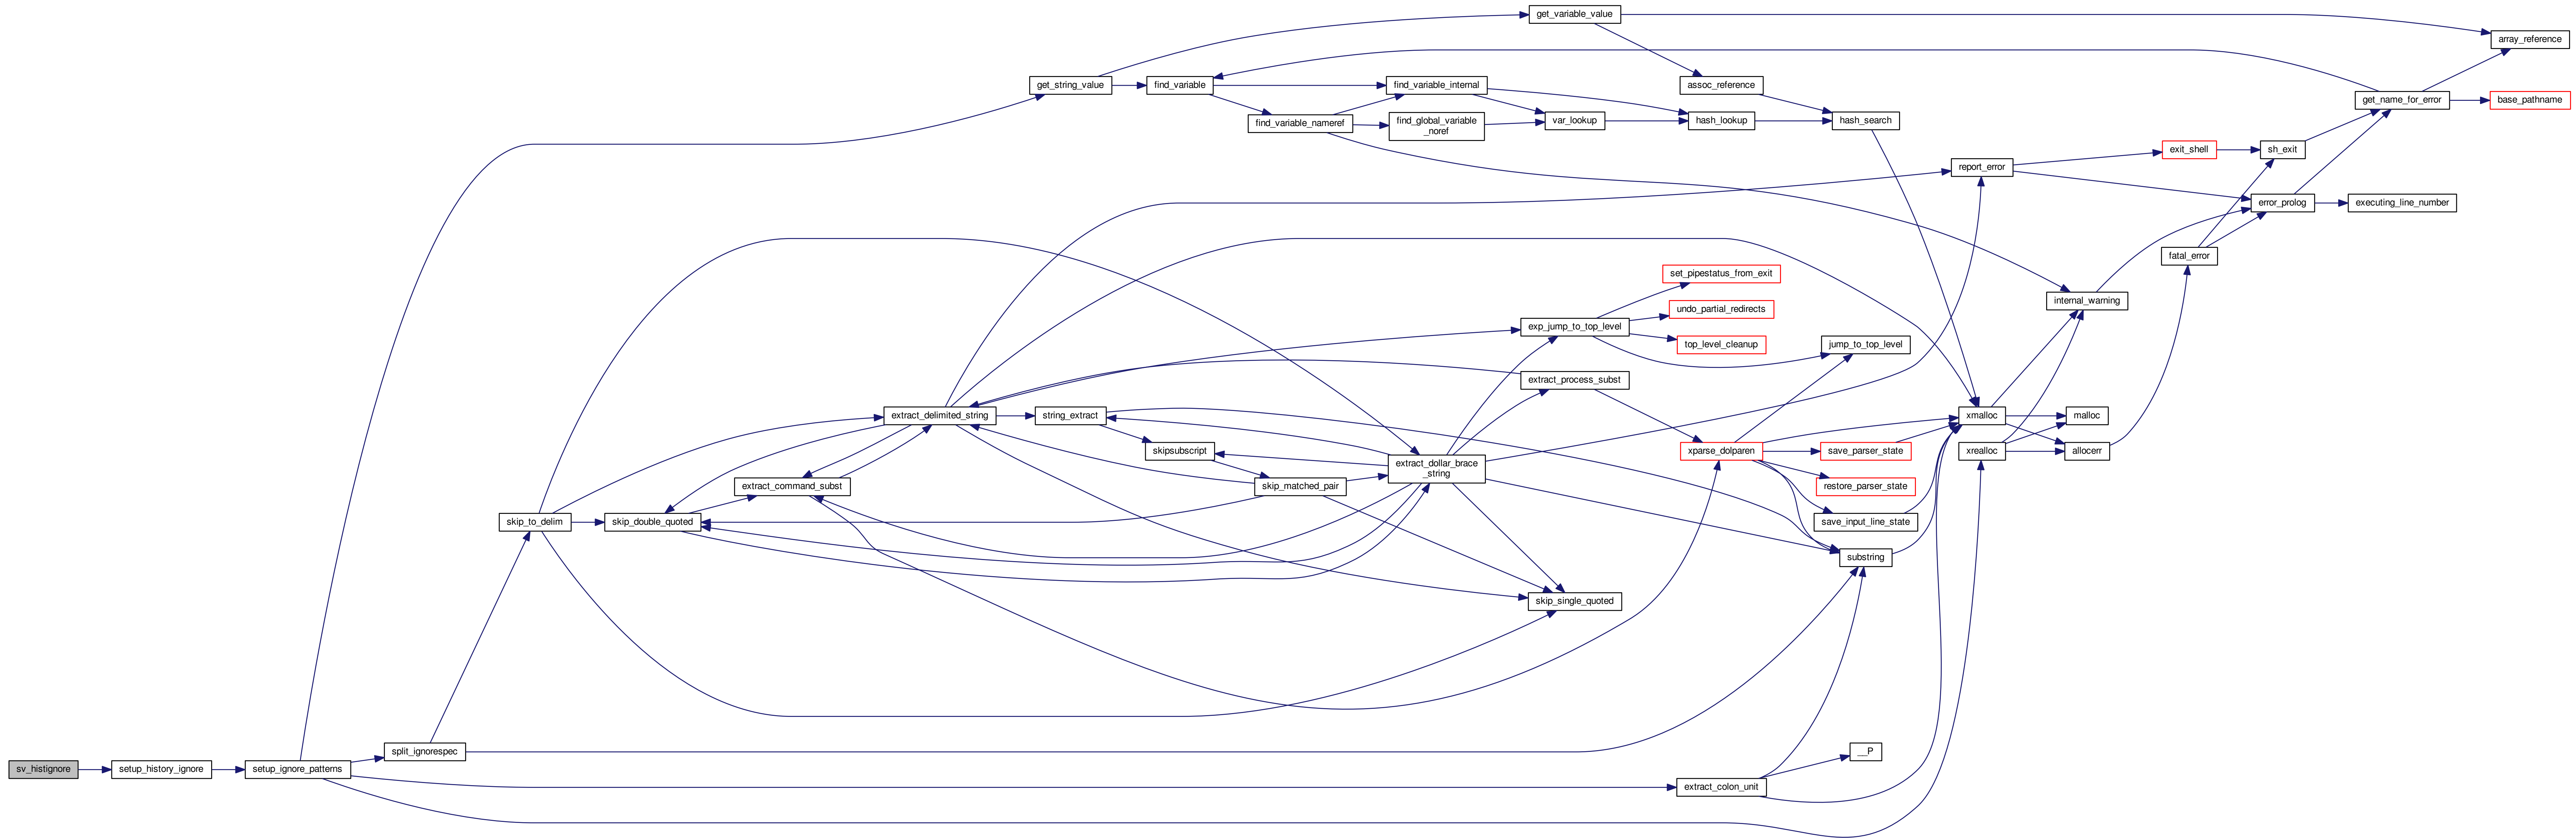 get_variable_value
array_reference
get_string_value
find_variable
find_variable_internal
assoc_reference
get_name_for_error
base_pathname
find_variable_nameref
find_global_variable
_noref
var_lookup
hash_lookup
hash_search
exit_shell
sh_exit
report_error
error_prolog
executing_line_number
fatal_error
set_pipestatus_from_exit
internal_warning
undo_partial_redirects
exp_jump_to_top_level
top_level_cleanup
jump_to_top_level
extract_process_subst
extract_delimited_string
string_extract
xmalloc
malloc
skipsubscript
xparse_dolparen
save_parser_state
xrealloc
allocerr
extract_dollar_brace
_string
extract_command_subst
skip_matched_pair
restore_parser_state
skip_to_delim
skip_double_quoted
save_input_line_state
substring
skip_single_quoted
split_ignorespec
__P
sv_histignore
setup_history_ignore
setup_ignore_patterns
extract_colon_unit